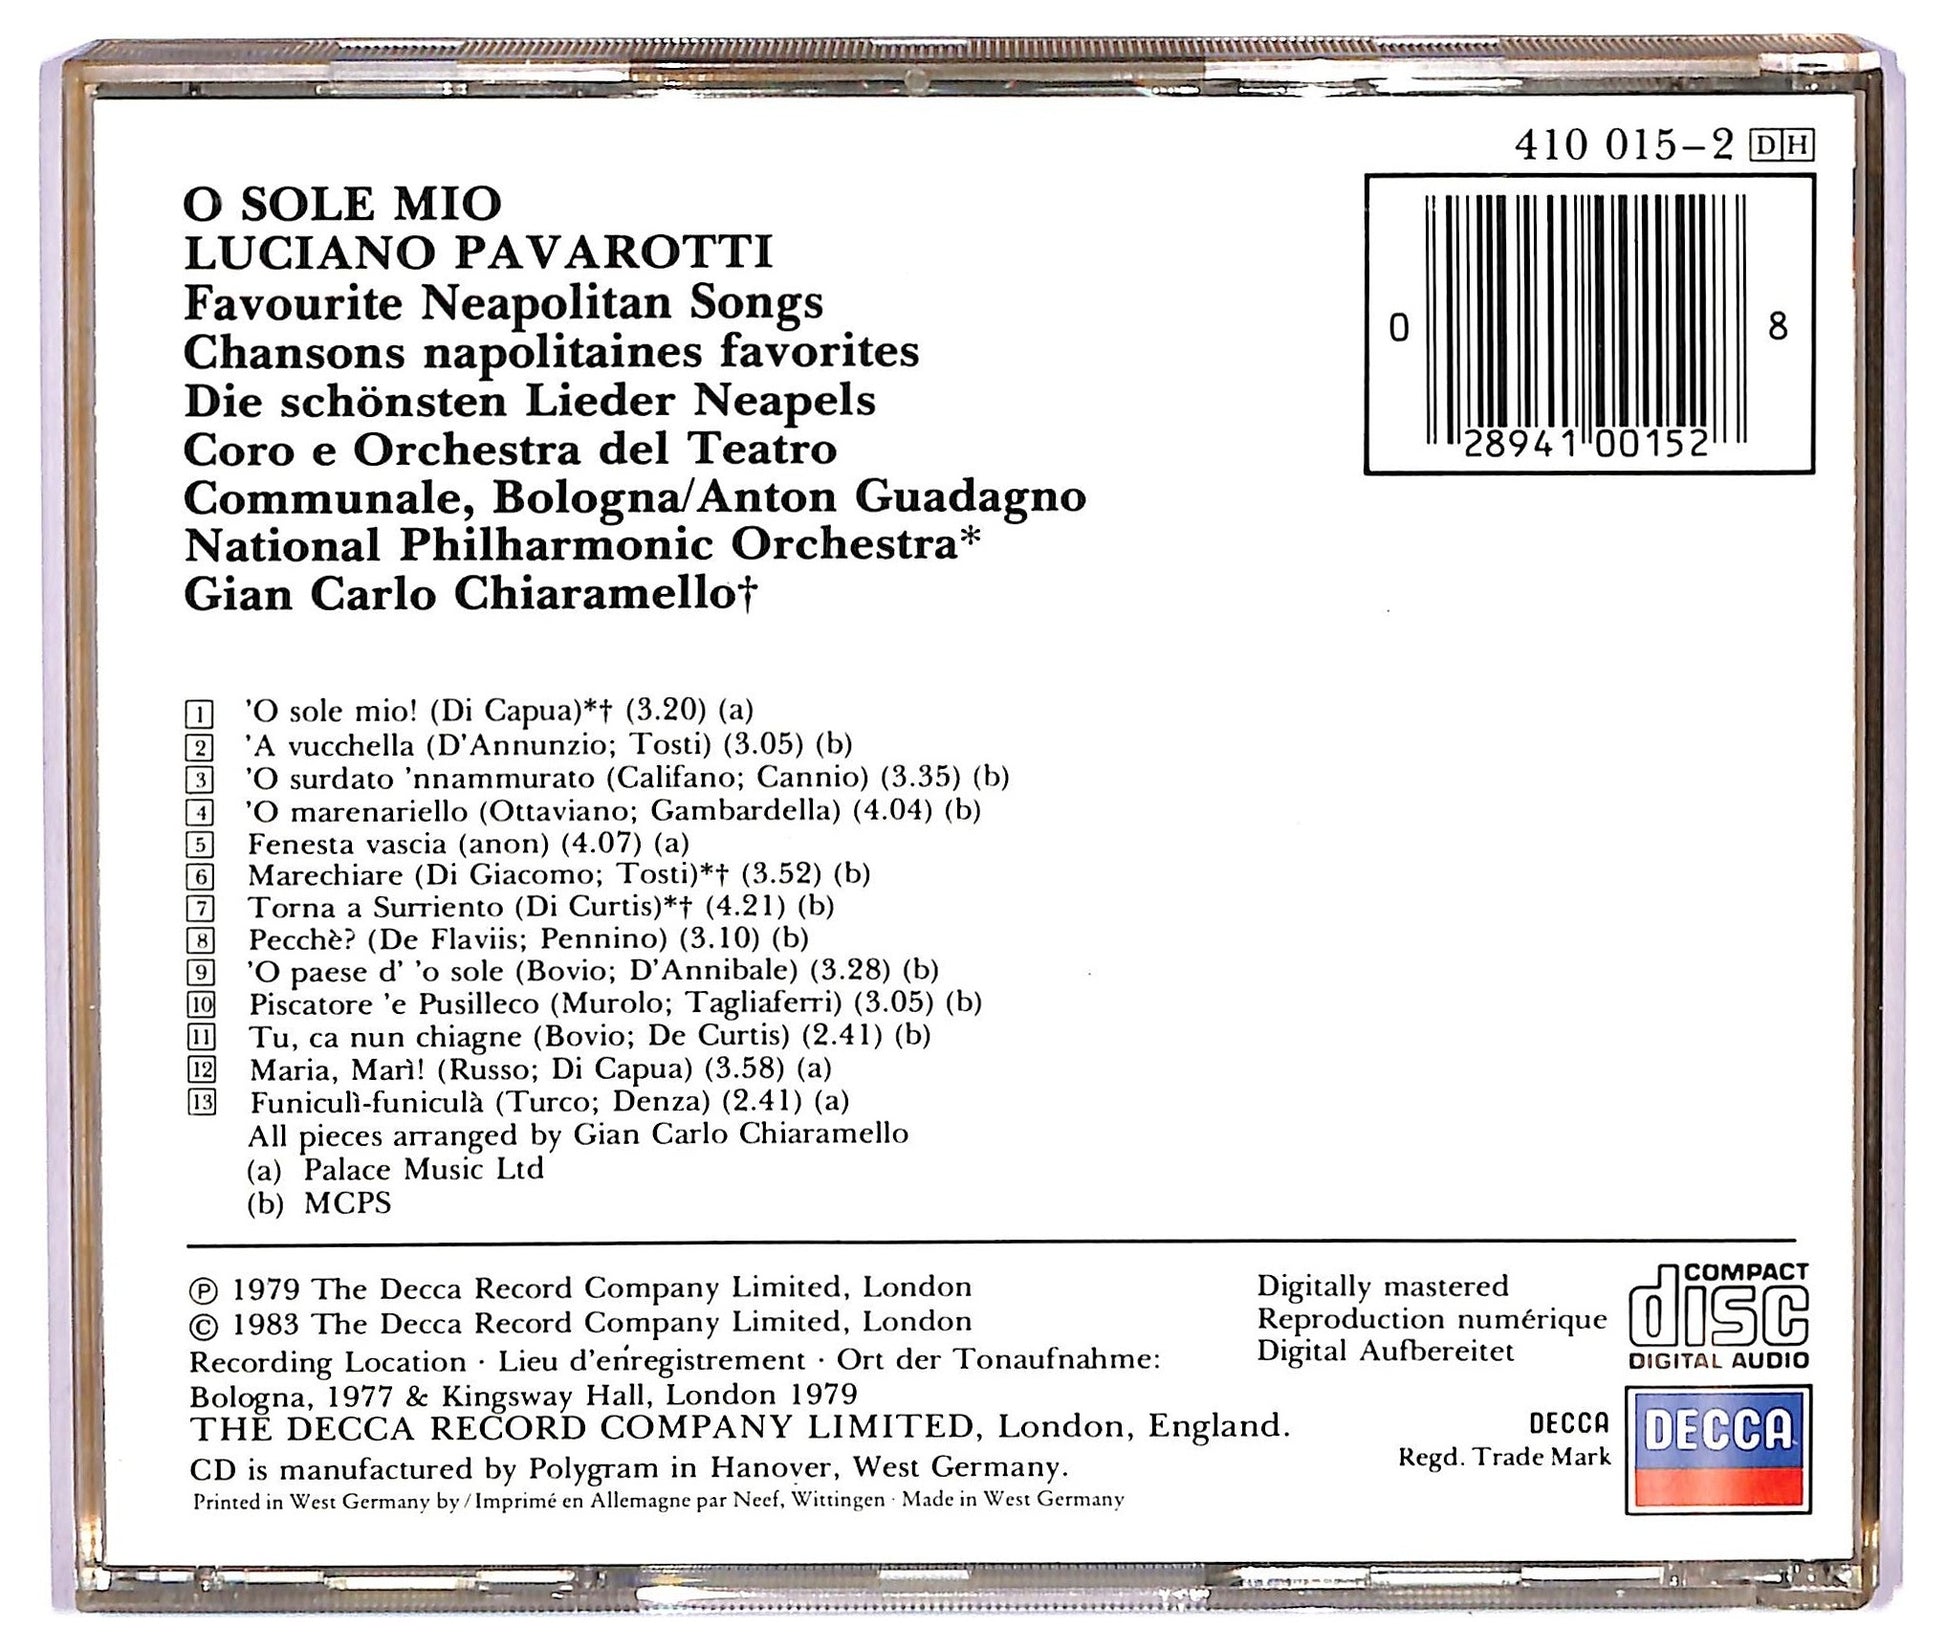 410 015–2 DH
O SOLE MIO
LUCIANO PAVAROTTI
Favourite Neapolitan Songs
Chansons napolitaines favorites
Die schönsten Lieder Neapels
Coro e Orchestra del Teatro
Communale, Bologna/Anton Guadagno
National Philharmonic Orchestra*
Gian Carlo Chiaramello†
0 28941 00152 8
1 'O sole mio! (Di Capua)*† (3.20) (a)
2 'A vucchella (D'Annunzio; Tosti) (3.05) (b)
3 'O surdato 'nnammurato (Califano; Cannio) (3.35) (b)
4 'O marenariello (Ottaviano; Gambardella) (4.04) (b)
5 Fenesta vascia (anon) (4.07) (a)
6 Marechiare (Di Giacomo; Tosti)*† (3.52) (b)
7 Torna a Surriento (Di Curtis)*† (4.21) (b)
8 Pecchè? (De Flaviis; Pennino) (3.10) (b)
9 'O paese d' 'o sole (Bovio; D'Annibale) (3.28) (b)
10 Piscatore 'e Pusilleco (Murolo; Tagliaferri) (3.05) (b)
11 Tu, ca nun chiagne (Bovio; De Curtis) (2.41) (b)
12 Maria, Marì! (Russo; Di Capua) (3.58) (a)
13 Funiculì-funiculà (Turco; Denza) (2.41) (a)
All pieces arranged by Gian Carlo Chiaramello
(a) Palace Music Ltd
(b) MCPS
Ⓟ 1979 The Decca Record Company Limited, London
© 1983 The Decca Record Company Limited, London
Recording Location · Lieu d'enregistrement · Ort der Tonaufnahme:
Bologna, 1977 & Kingsway Hall, London 1979
THE DECCA RECORD COMPANY LIMITED, London, England.
CD is manufactured by Polygram in Hanover, West Germany.
Printed in West Germany by / Imprimé en Allemagne par Neef, Wittingen · Made in West Germany
Digitally mastered
Reproduction numérique
Digital Aufbereitet
COMPACT
disc
DIGITAL AUDIO
DECCA
Regd. Trade Mark
DECCA